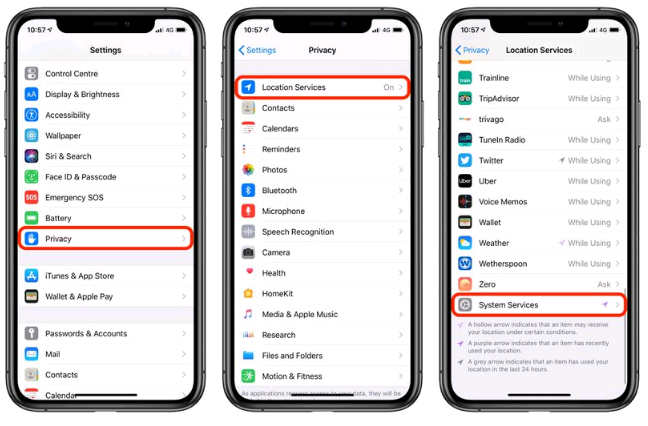 10:57
4G
Settings
Control Centre
AA
Display & Brightness
Accessibility
Wallpaper
Siri & Search
Face ID & Passcode
SOS
Emergency SOS
Battery
Privacy
iTunes & App Store
Wallet & Apple Pay
Passwords & Accounts
Mail
Contacts
Calendar
10:57
4G
Settings
Privacy
Location Services On
Contacts
Calendars
Reminders
Photos
Bluetooth
Microphone
Speech Recognition
Camera
Health
HomeKit
Media & Apple Music
Research
Files and Folders
Motion & Fitness
As applications request access to your data, they will be
10:57
4G
Privacy
Location Services
Trainline While Using
TripAdvisor While Using
trivago Ask
TuneIn Radio While Using
Twitter While Using
Uber While Using
Voice Memos While Using
Wallet While Using
Weather While Using
Wetherspoon While Using
Zero Ask
System Services
A hollow arrow indicates that an item may receive
your location under certain conditions.
A purple arrow indicates that an item has recently
used your location.
A grey arrow indicates that an item has used your
location in the last 24 hours.